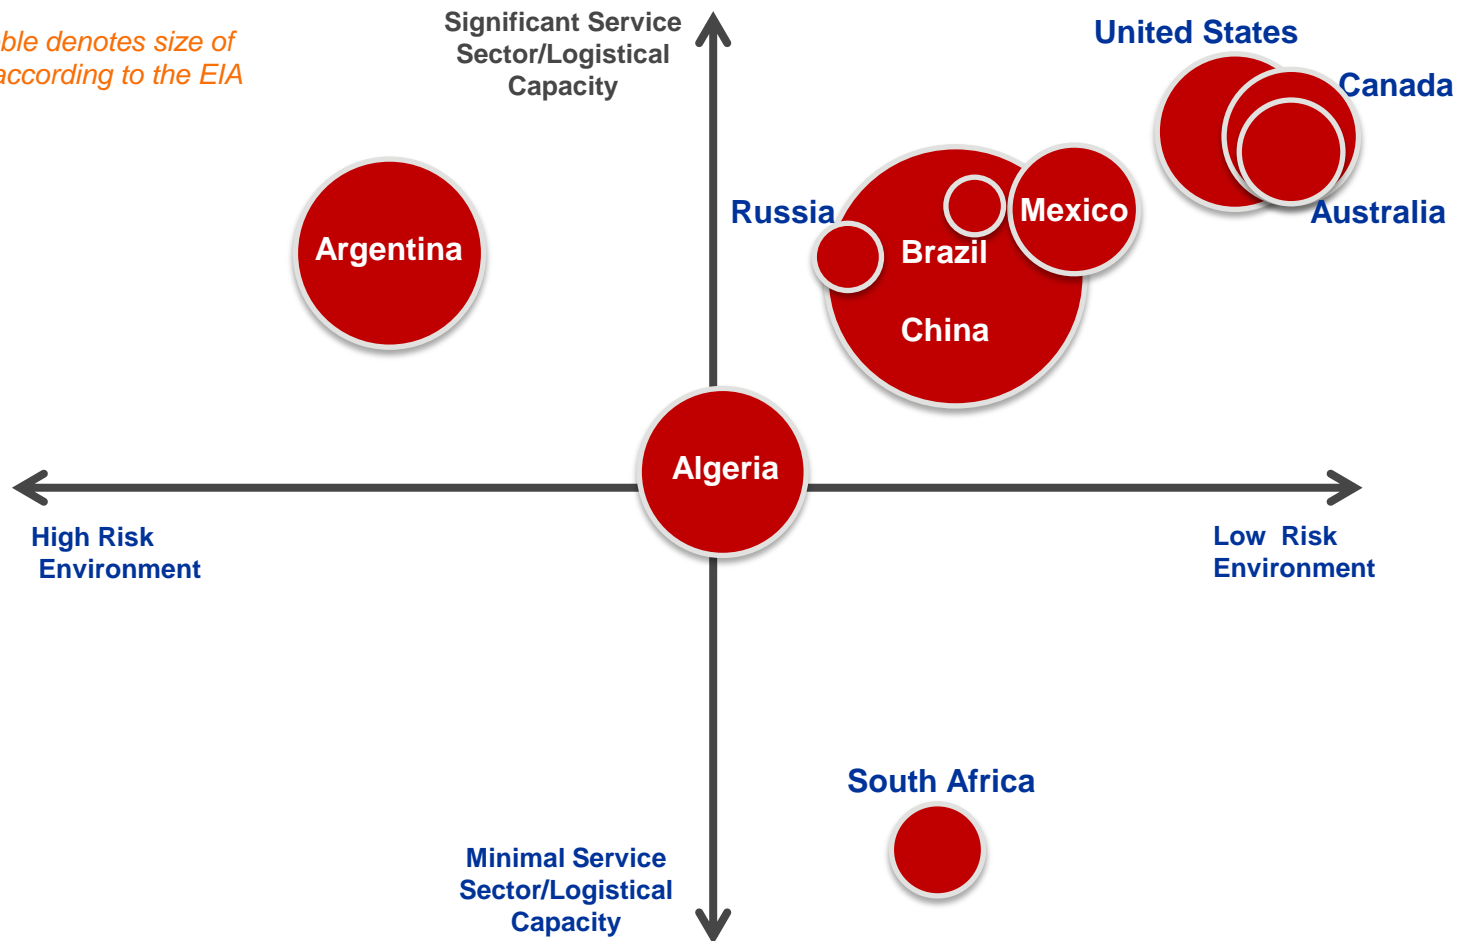 denotes size of
according to the EIA
Significant Service
Sector/Logistical
Capacity
United States
Canada
Russia
Mexico
Australia
Argentina
Brazil
China
Algeria
High Risk
Environment
Low Risk
Environment
South Africa
Minimal Service
Sector/Logistical
Capacity